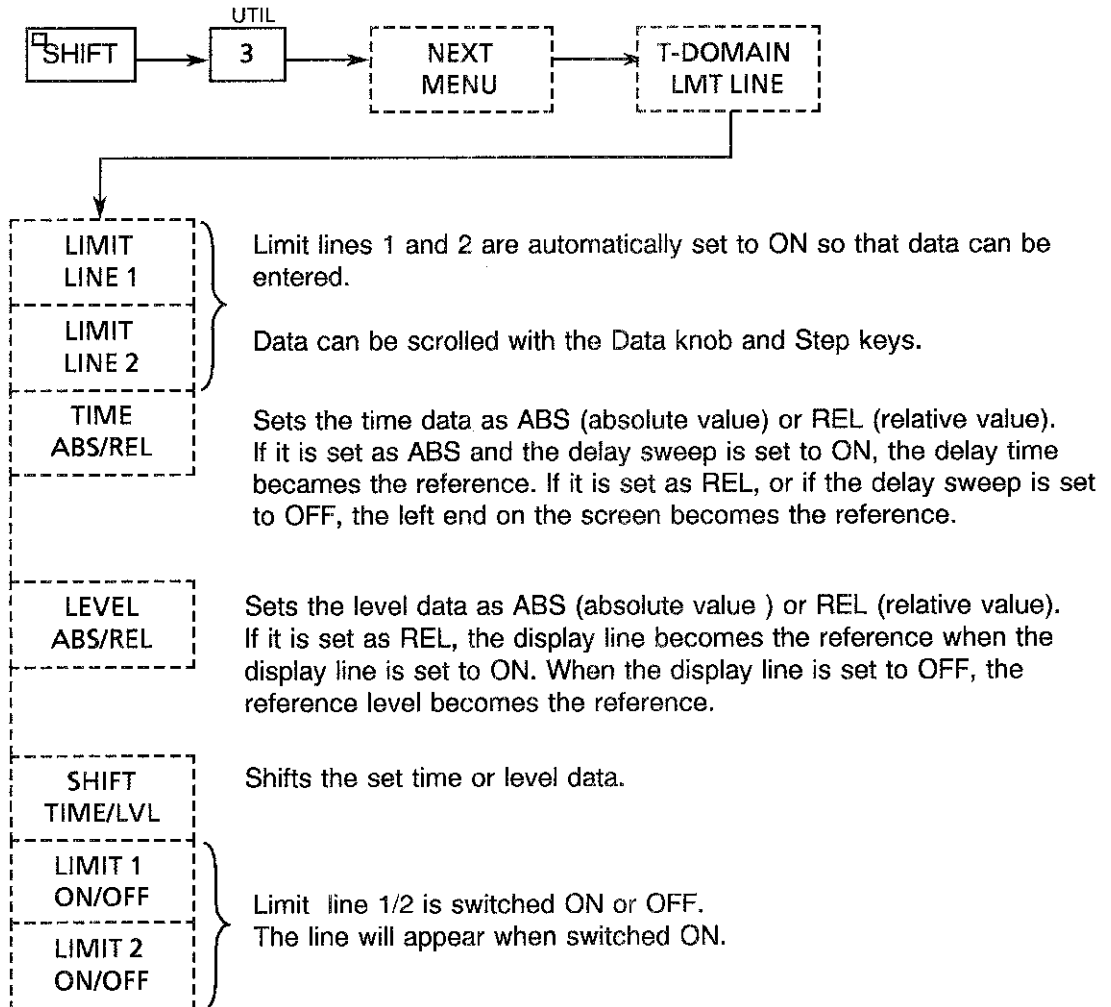 UTIL
SHIFT
3
NEXT
MENU
T-DOMAIN
LMT LINE
LIMIT
LINE 1
LIMIT
LINE 2
Limit lines 1 and 2 are automatically set to ON so that data can be
entered.
Data can be scrolled with the Data knob and Step keys.
TIME
ABS/REL
Sets the time data as ABS (absolute value) or REL (relative value).
If it is set as ABS and the delay sweep is set to ON, the delay time
becames the reference. If it is set as REL, or if the delay sweep is set
to OFF, the left end on the screen becomes the reference.
LEVEL
ABS/REL
Sets the level data as ABS (absolute value ) or REL (relative value).
If it is set as REL, the display line becomes the reference when the
display line is set to ON. When the display line is set to OFF, the
reference level becomes the reference.
SHIFT
TIME/LVL
Shifts the set time or level data.
LIMIT 1
ON/OFF
LIMIT 2
ON/OFF
Limit line 1/2 is switched ON or OFF.
The line will appear when switched ON.